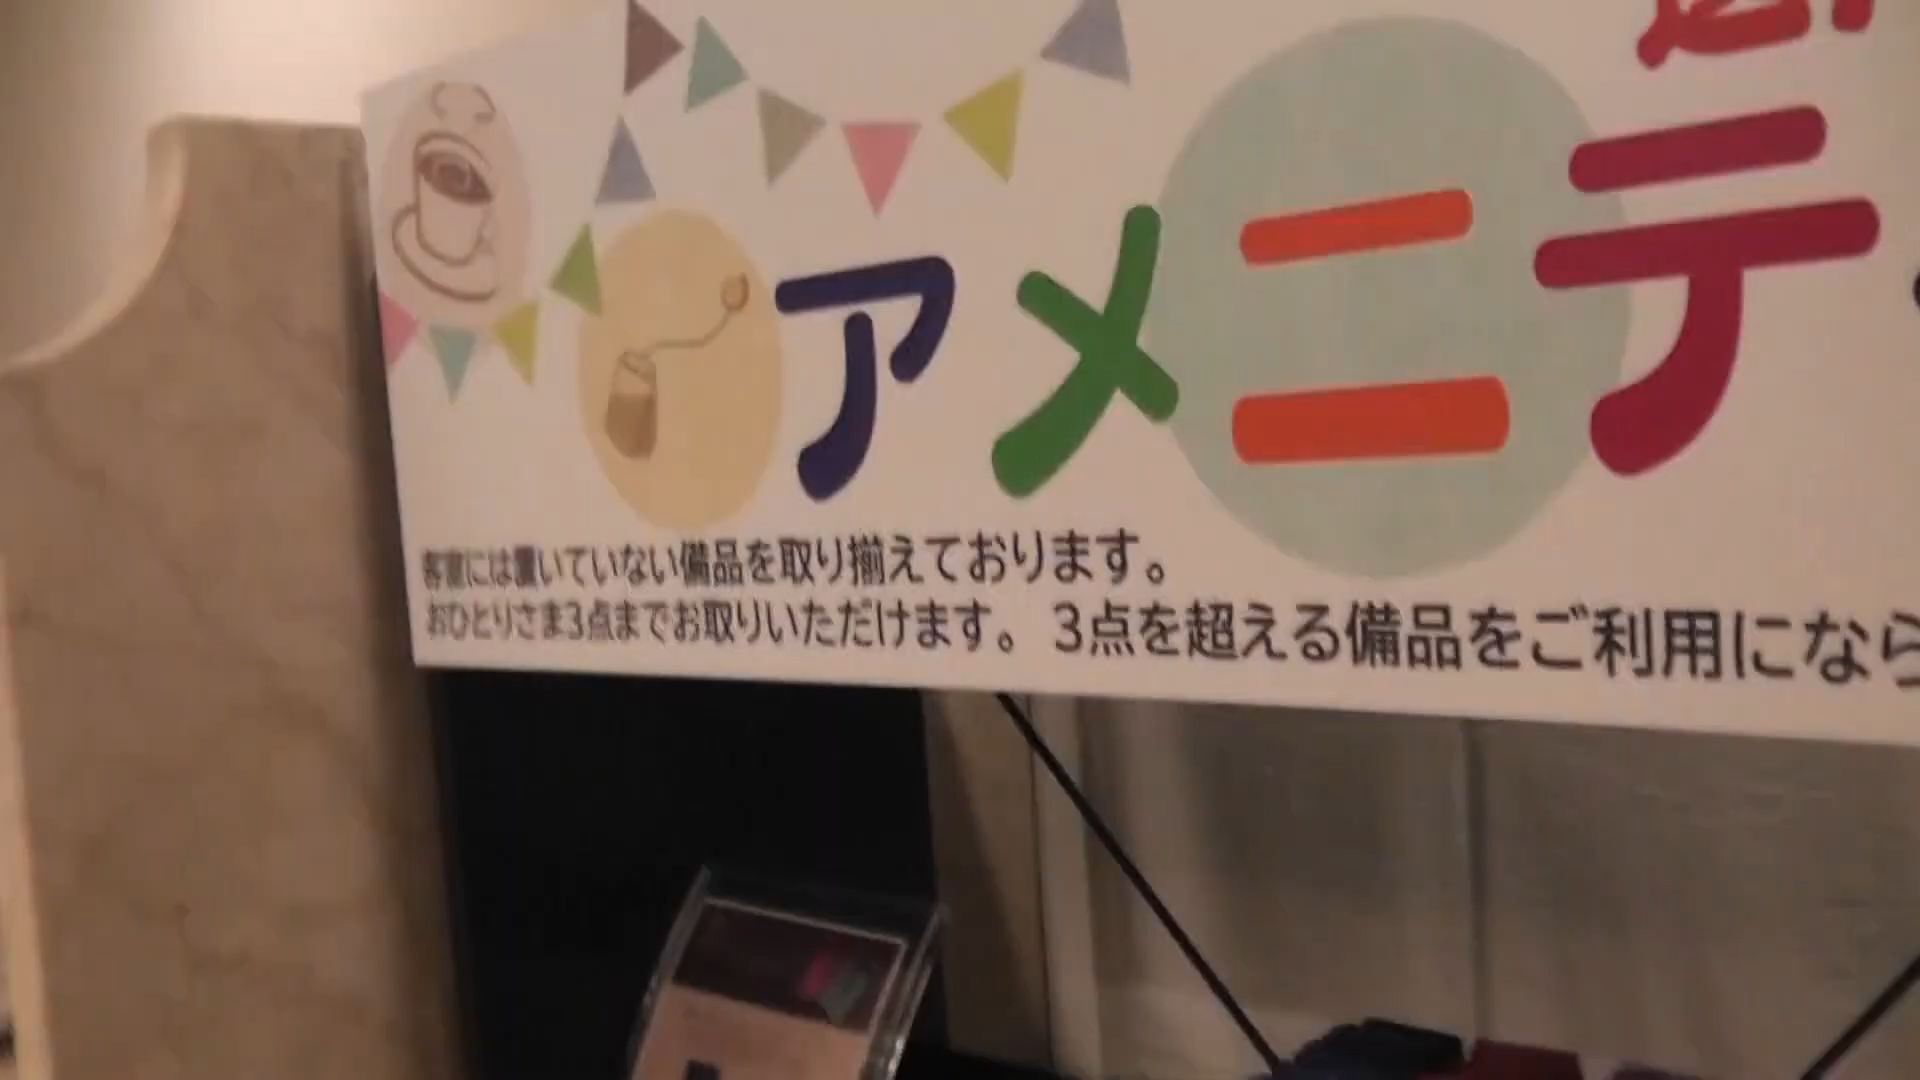 アメニテ
客室には置いていない備品を取り揃えております。
おひとりさま3点までお取りいただけます。 3点を超える備品をご利用になら